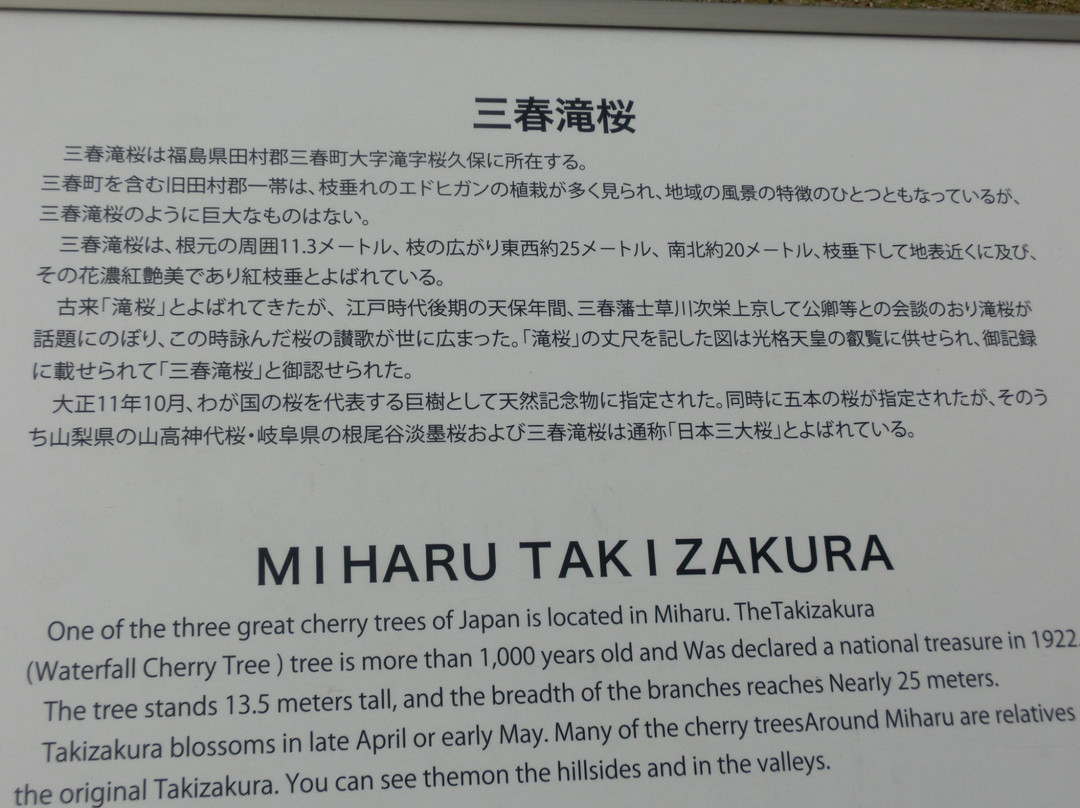 三春滝桜
三春滝桜は福島県田村郡三春町大字滝字桜久保に所在する。
三春町を含む旧田村郡一帯は、枝垂れのエドヒガンの植栽が多く見られ、地域の風景の特徴のひとつともなっているが、
三春滝桜のように巨大なものはない。
三春滝桜は、根元の周囲11.3メートル、枝の広がり東西約25メートル、南北約20メートル、枝垂下して地表近くに及び、
その花濃紅艶美であり紅枝垂とよばれている。
古来「滝桜」とよばれてきたが、江戸時代後期の天保年間、三春藩士草川次栄上京して公卿等との会談のおり滝桜が
話題にのぼり、この時詠んだ桜の讃歌が世に広まった。「滝桜」の丈尺を記した図は光格天皇の叡覧に供せられ、御記録
に載せられて「三春滝桜」と御認せられた。
大正11年10月、わが国の桜を代表する巨樹として天然記念物に指定された。同時に五本の桜が指定されたが、そのう
ち山梨県の山高神代桜・岐阜県の根尾谷淡墨桜および三春滝桜は通称「日本三大桜」とよばれている。
MIHARU TAKIZAKURA
One of the three great cherry trees of Japan is located in Miharu. TheTakizakura
(Waterfall Cherry Tree ) tree is more than 1,000 years old and Was declared a national treasure in 1922.
The tree stands 13.5 meters tall, and the breadth of the branches reaches Nearly 25 meters.
Takizakura blossoms in late April or early May. Many of the cherry treesAround Miharu are relatives
the original Takizakura. You can see themon the hillsides and in the valleys.